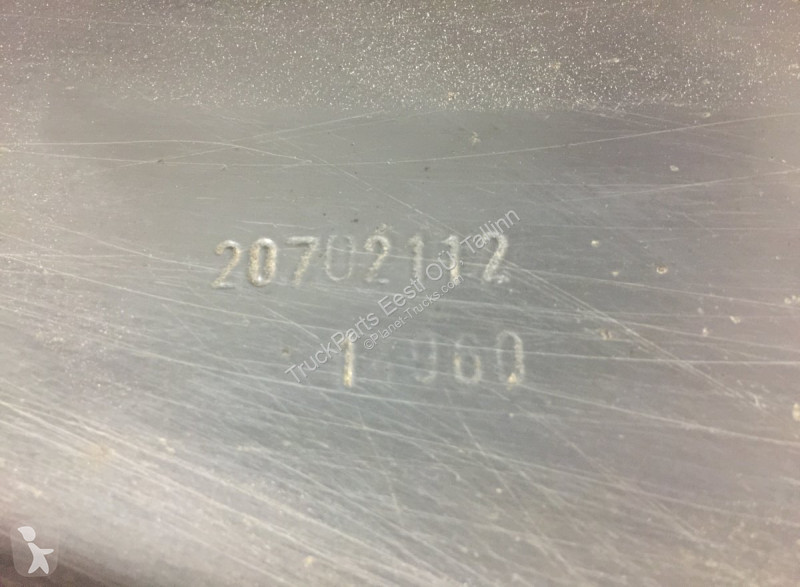 20702112
TruckParts Eesti OÜ, Tallinn
©Planet-Trucks.com